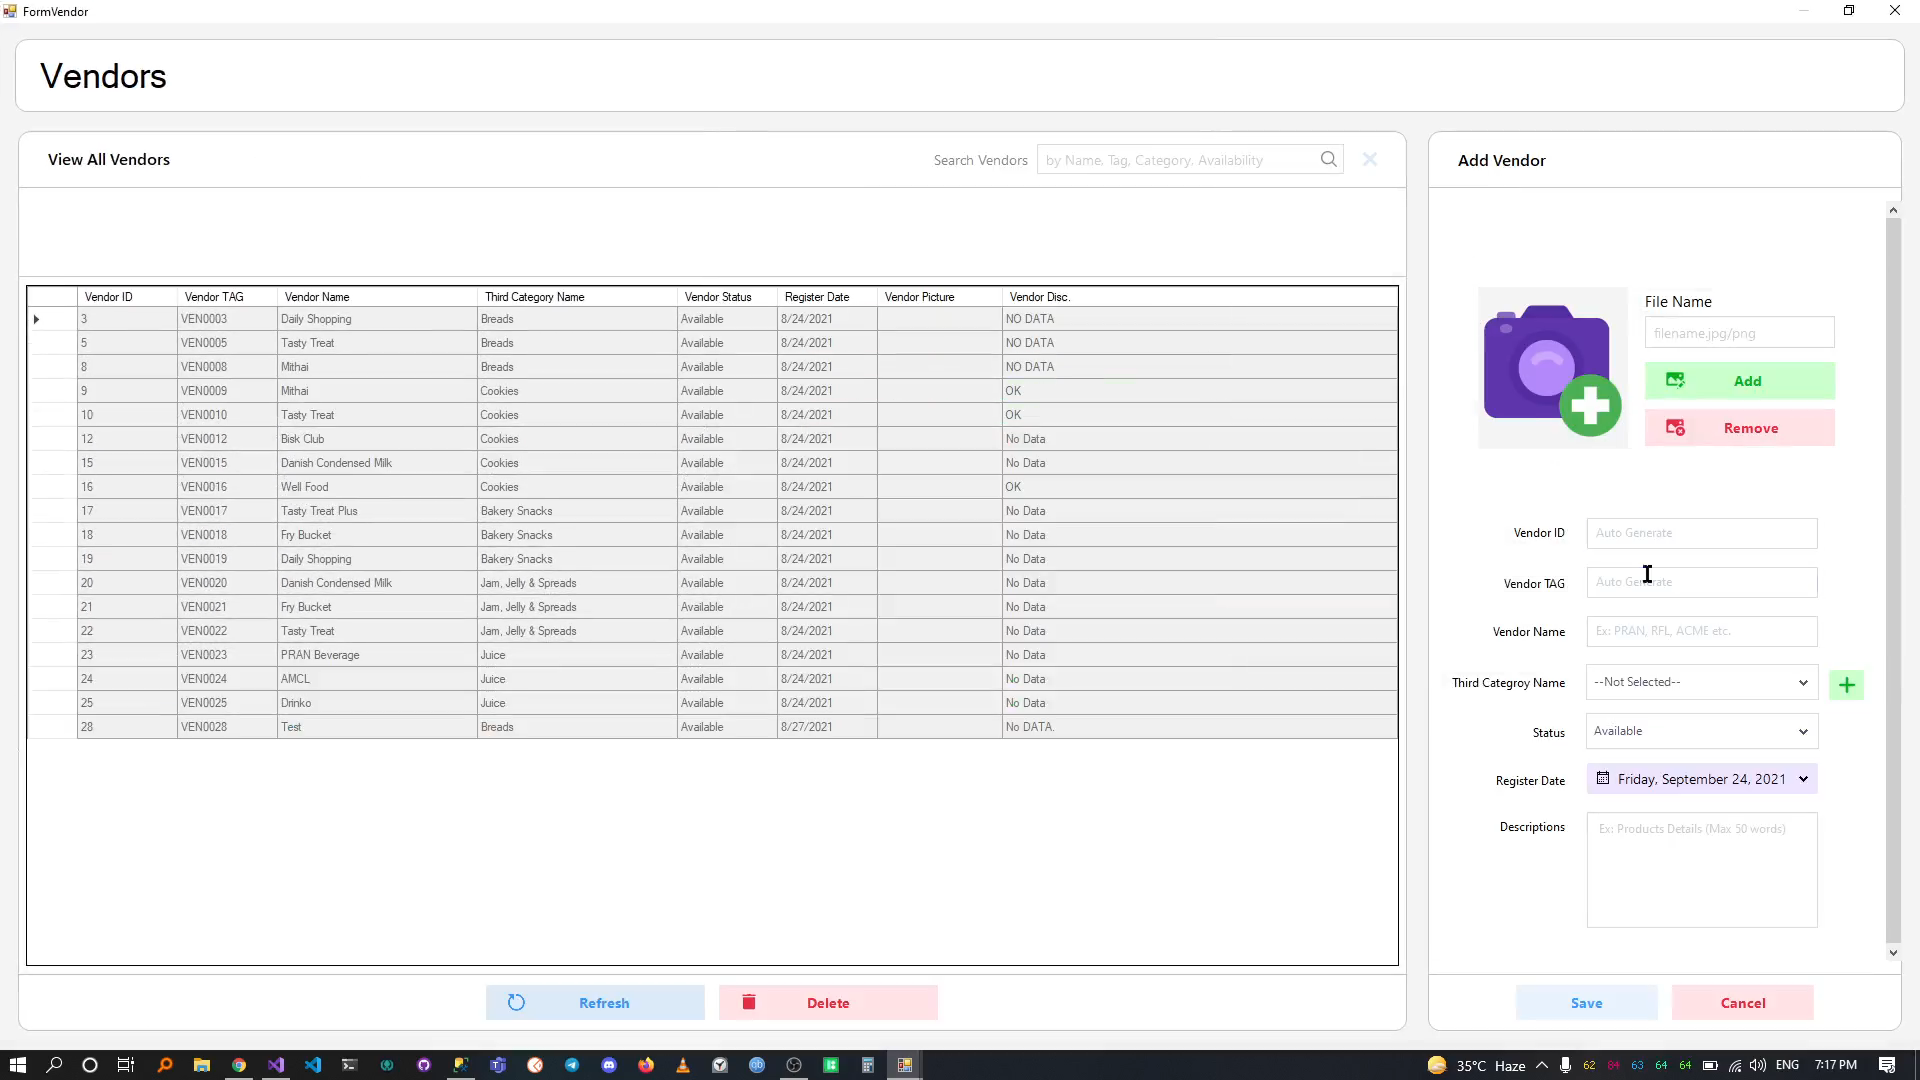 FormVendor
Vendors
View All Vendors
Search Vendors
by Name, Tag, Category, Availability
Add Vendor
Vendor ID Vendor TAG Vendor Name Third Category Name Vendor Status Register Date Vendor Picture Vendor Disc.
3 VEN0003 Daily Shopping Breads Available 8/24/2021 NO DATA
5 VEN0005 Tasty Treat Breads Available 8/24/2021 NO DATA
8 VEN0008 Mithai Breads Available 8/24/2021 NO DATA
9 VEN0009 Mithai Cookies Available 8/24/2021 OK
10 VEN0010 Tasty Treat Cookies Available 8/24/2021 OK
12 VEN0012 Bisk Club Cookies Available 8/24/2021 No Data
15 VEN0015 Danish Condensed Milk Cookies Available 8/24/2021 No Data
16 VEN0016 Well Food Cookies Available 8/24/2021 OK
17 VEN0017 Tasty Treat Plus Bakery Snacks Available 8/24/2021 No Data
18 VEN0018 Fry Bucket Bakery Snacks Available 8/24/2021 No Data
19 VEN0019 Daily Shopping Bakery Snacks Available 8/24/2021 No Data
20 VEN0020 Danish Condensed Milk Jam, Jelly & Spreads Available 8/24/2021 No Data
21 VEN0021 Fry Bucket Jam, Jelly & Spreads Available 8/24/2021 No Data
22 VEN0022 Tasty Treat Jam, Jelly & Spreads Available 8/24/2021 No Data
23 VEN0023 PRAN Beverage Juice Available 8/24/2021 No Data
24 VEN0024 AMCL Juice Available 8/24/2021 No Data
25 VEN0025 Drinko Juice Available 8/24/2021 No Data
28 VEN0028 Test Breads Available 8/27/2021 No DATA.
Refresh
Delete
File Name
filename.jpg/png
Add
Remove
Vendor ID Auto Generate
Vendor TAG Auto Generate
Vendor Name Ex: PRAN, RFL, ACME etc.
Third Categroy Name --Not Selected--
Status Available
Register Date Friday, September 24, 2021
Descriptions Ex: Products Details (Max 50 words)
Save
Cancel
35°C Haze 62 84 63 64 64 ENG 7:17 PM